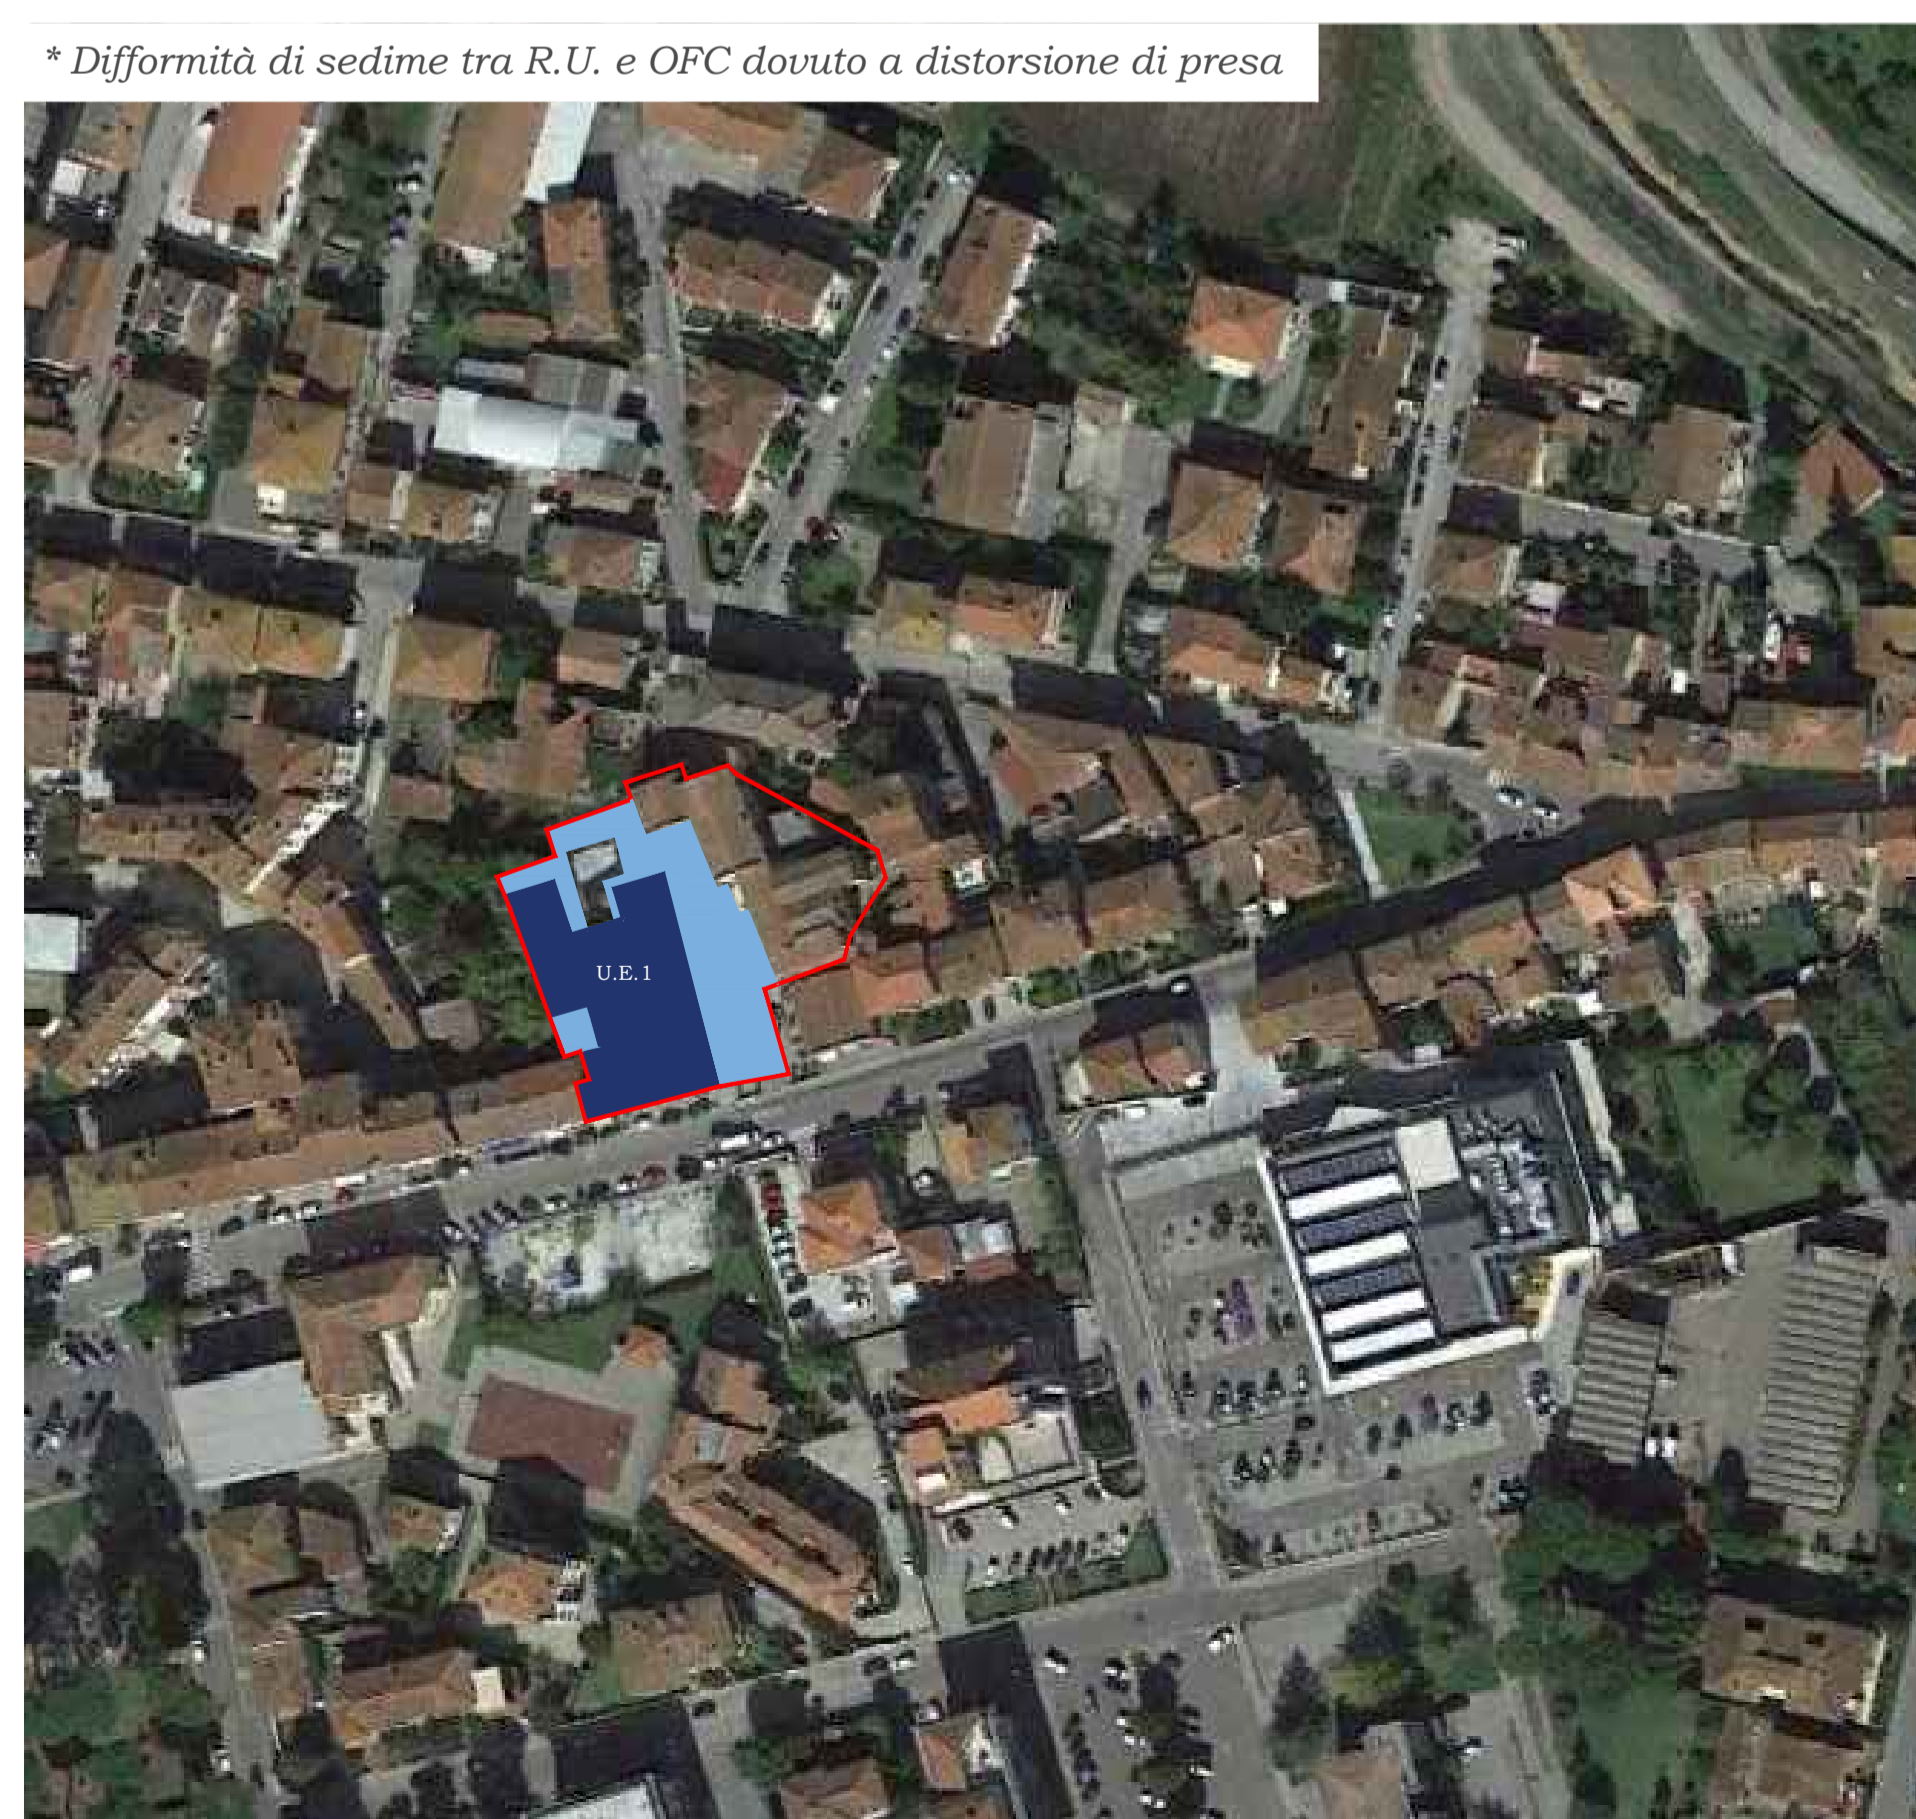 * Difformità di sedime tra R.U. e OFC dovuto a distorsione di presa
U.E.1